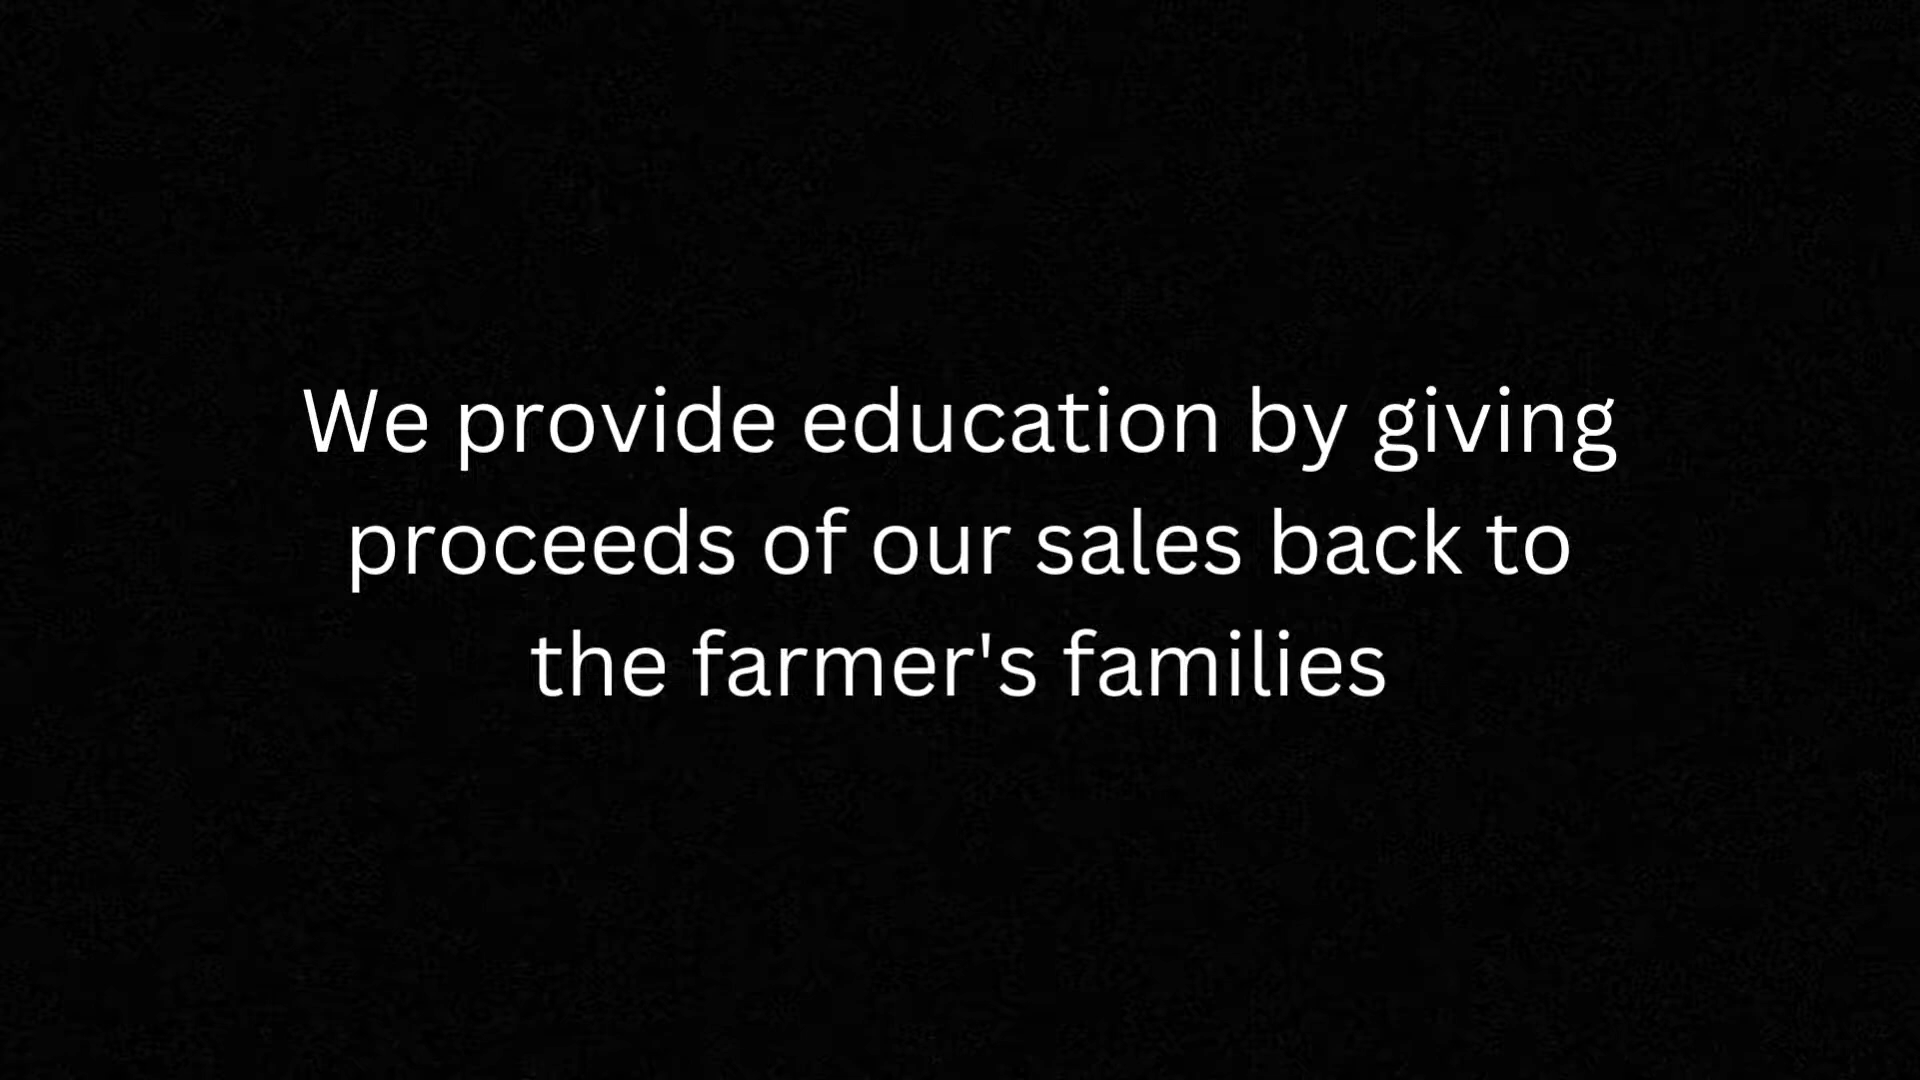 We provide education by giving
proceeds of our sales back to
the farmer's families